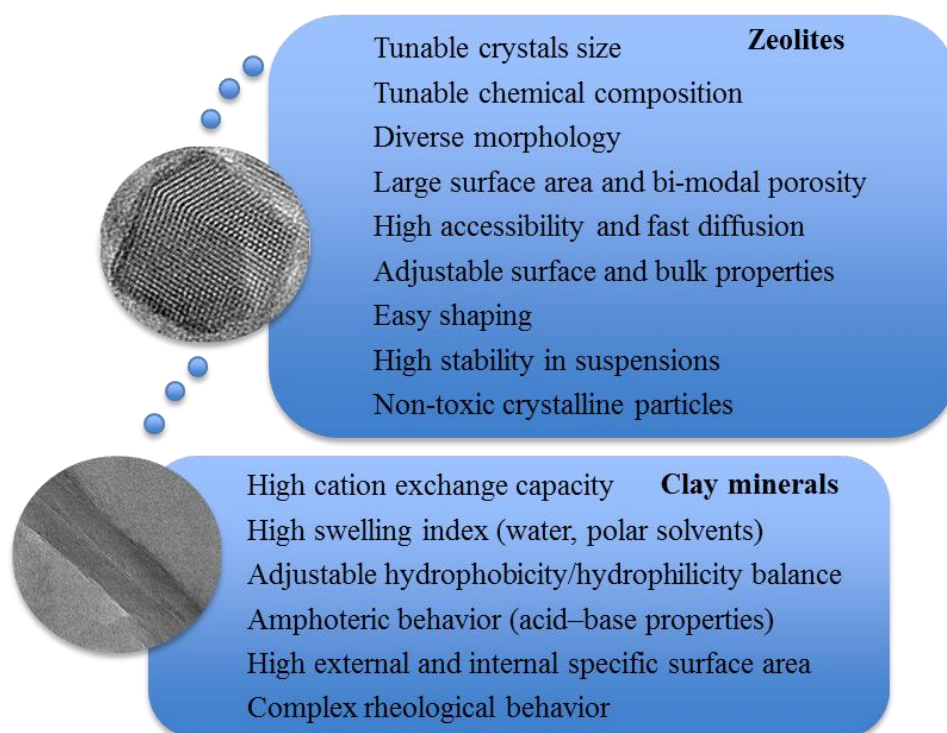 Zeolites
Tunable crystals size
Tunable chemical composition
Diverse morphology
Large surface area and bi-modal porosity
High accessibility and fast diffusion
Adjustable surface and bulk properties
Easy shaping
High stability in suspensions
Non-toxic crystalline particles
Clay minerals
High cation exchange capacity
High swelling index (water, polar solvents)
Adjustable hydrophobicity/hydrophilicity balance
Amphoteric behavior (acid–base properties)
High external and internal specific surface area
Complex rheological behavior